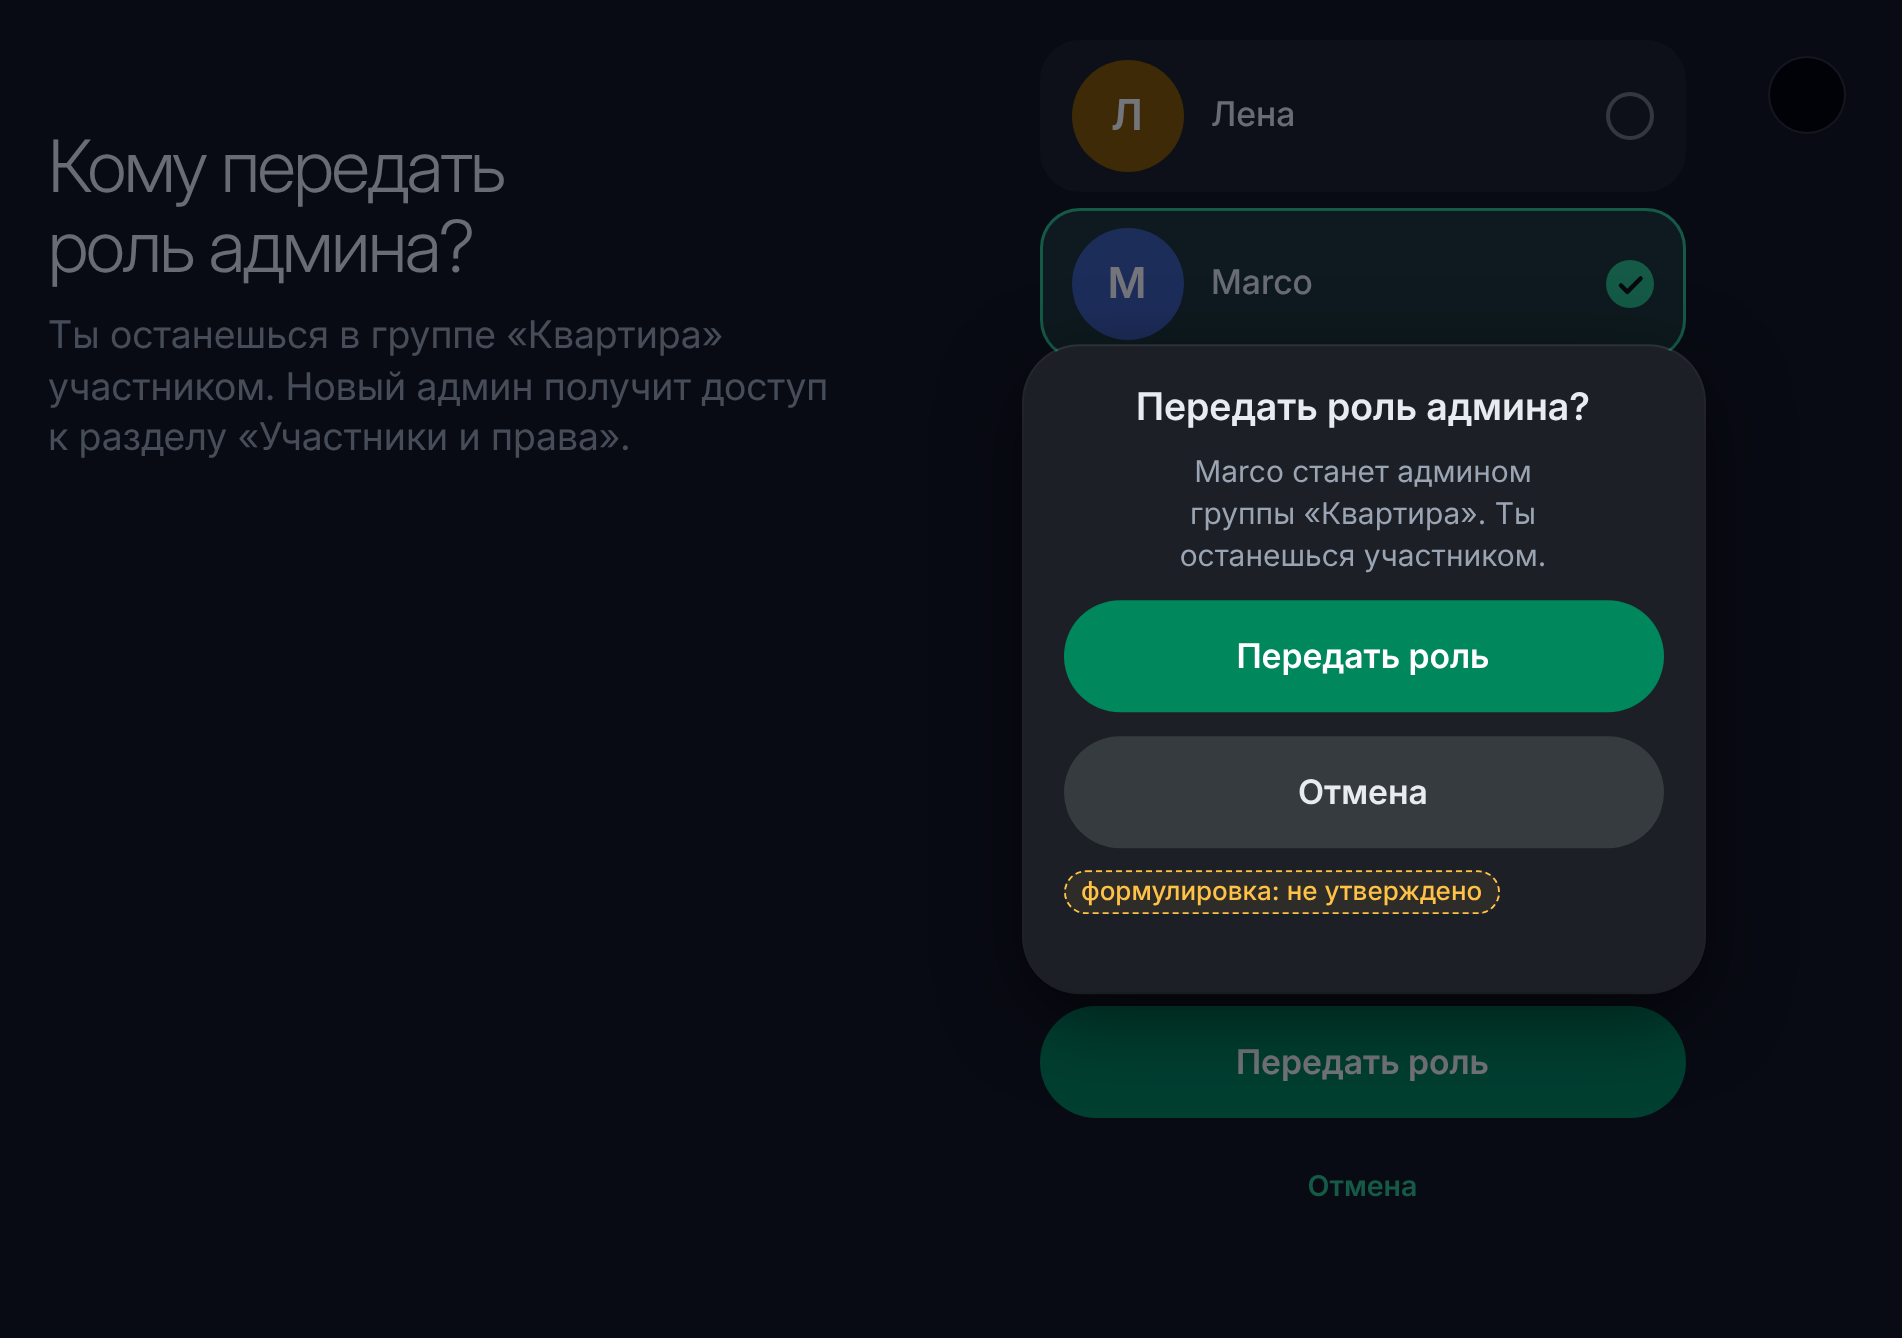 Кому передать
роль админа?
Ты останешься в группе «Квартира»
участником. Новый админ получит доступ
к разделу «Участники и права».
Л
Лена
M
Marco
Передать роль админа?
Marco станет админом
группы «Квартира». Ты
останешься участником.
Передать роль
Отмена
формулировка: не утверждено
Передать роль
Отмена